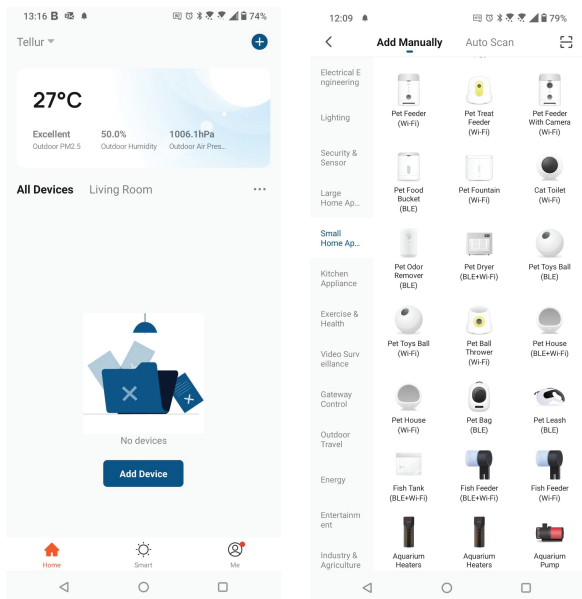 13:16 B 74%
Tellur
27°C
Excellent 50.0% 1006.1hPa
Outdoor PM2.5 Outdoor Humidity Outdoor Air Pres...
All Devices Living Room
No devices
Add Device
Home Smart Me
12:09 79%
Add Manually Auto Scan
Electrical E
ngineering
Lighting
Security &
Sensor
Large
Home Ap...
Small
Home Ap...
Kitchen
Appliance
Exercise &
Health
Video Surv
eillance
Gateway
Control
Outdoor
Travel
Energy
Entertainm
ent
Industry &
Agriculture
Pet Feeder
(Wi-Fi)
Pet Treat
Feeder
(Wi-Fi)
Pet Feeder
With Camera
(Wi-Fi)
Pet Food
Bucket
(BLE)
Pet Fountain
(Wi-Fi)
Cat Toilet
(Wi-Fi)
Pet Odor
Remover
(BLE)
Pet Dryer
(BLE+Wi-Fi)
Pet Toys Ball
(BLE)
Pet Toys Ball
(Wi-Fi)
Pet Ball
Thrower
(Wi-Fi)
Pet House
(BLE+Wi-Fi)
Pet House
(Wi-Fi)
Pet Bag
(BLE)
Pet Leash
(BLE)
Fish Tank
(BLE+Wi-Fi)
Fish Feeder
(BLE+Wi-Fi)
Fish Feeder
(Wi-Fi)
Aquarium
Heaters
Aquarium
Heaters
Aquarium
Pump